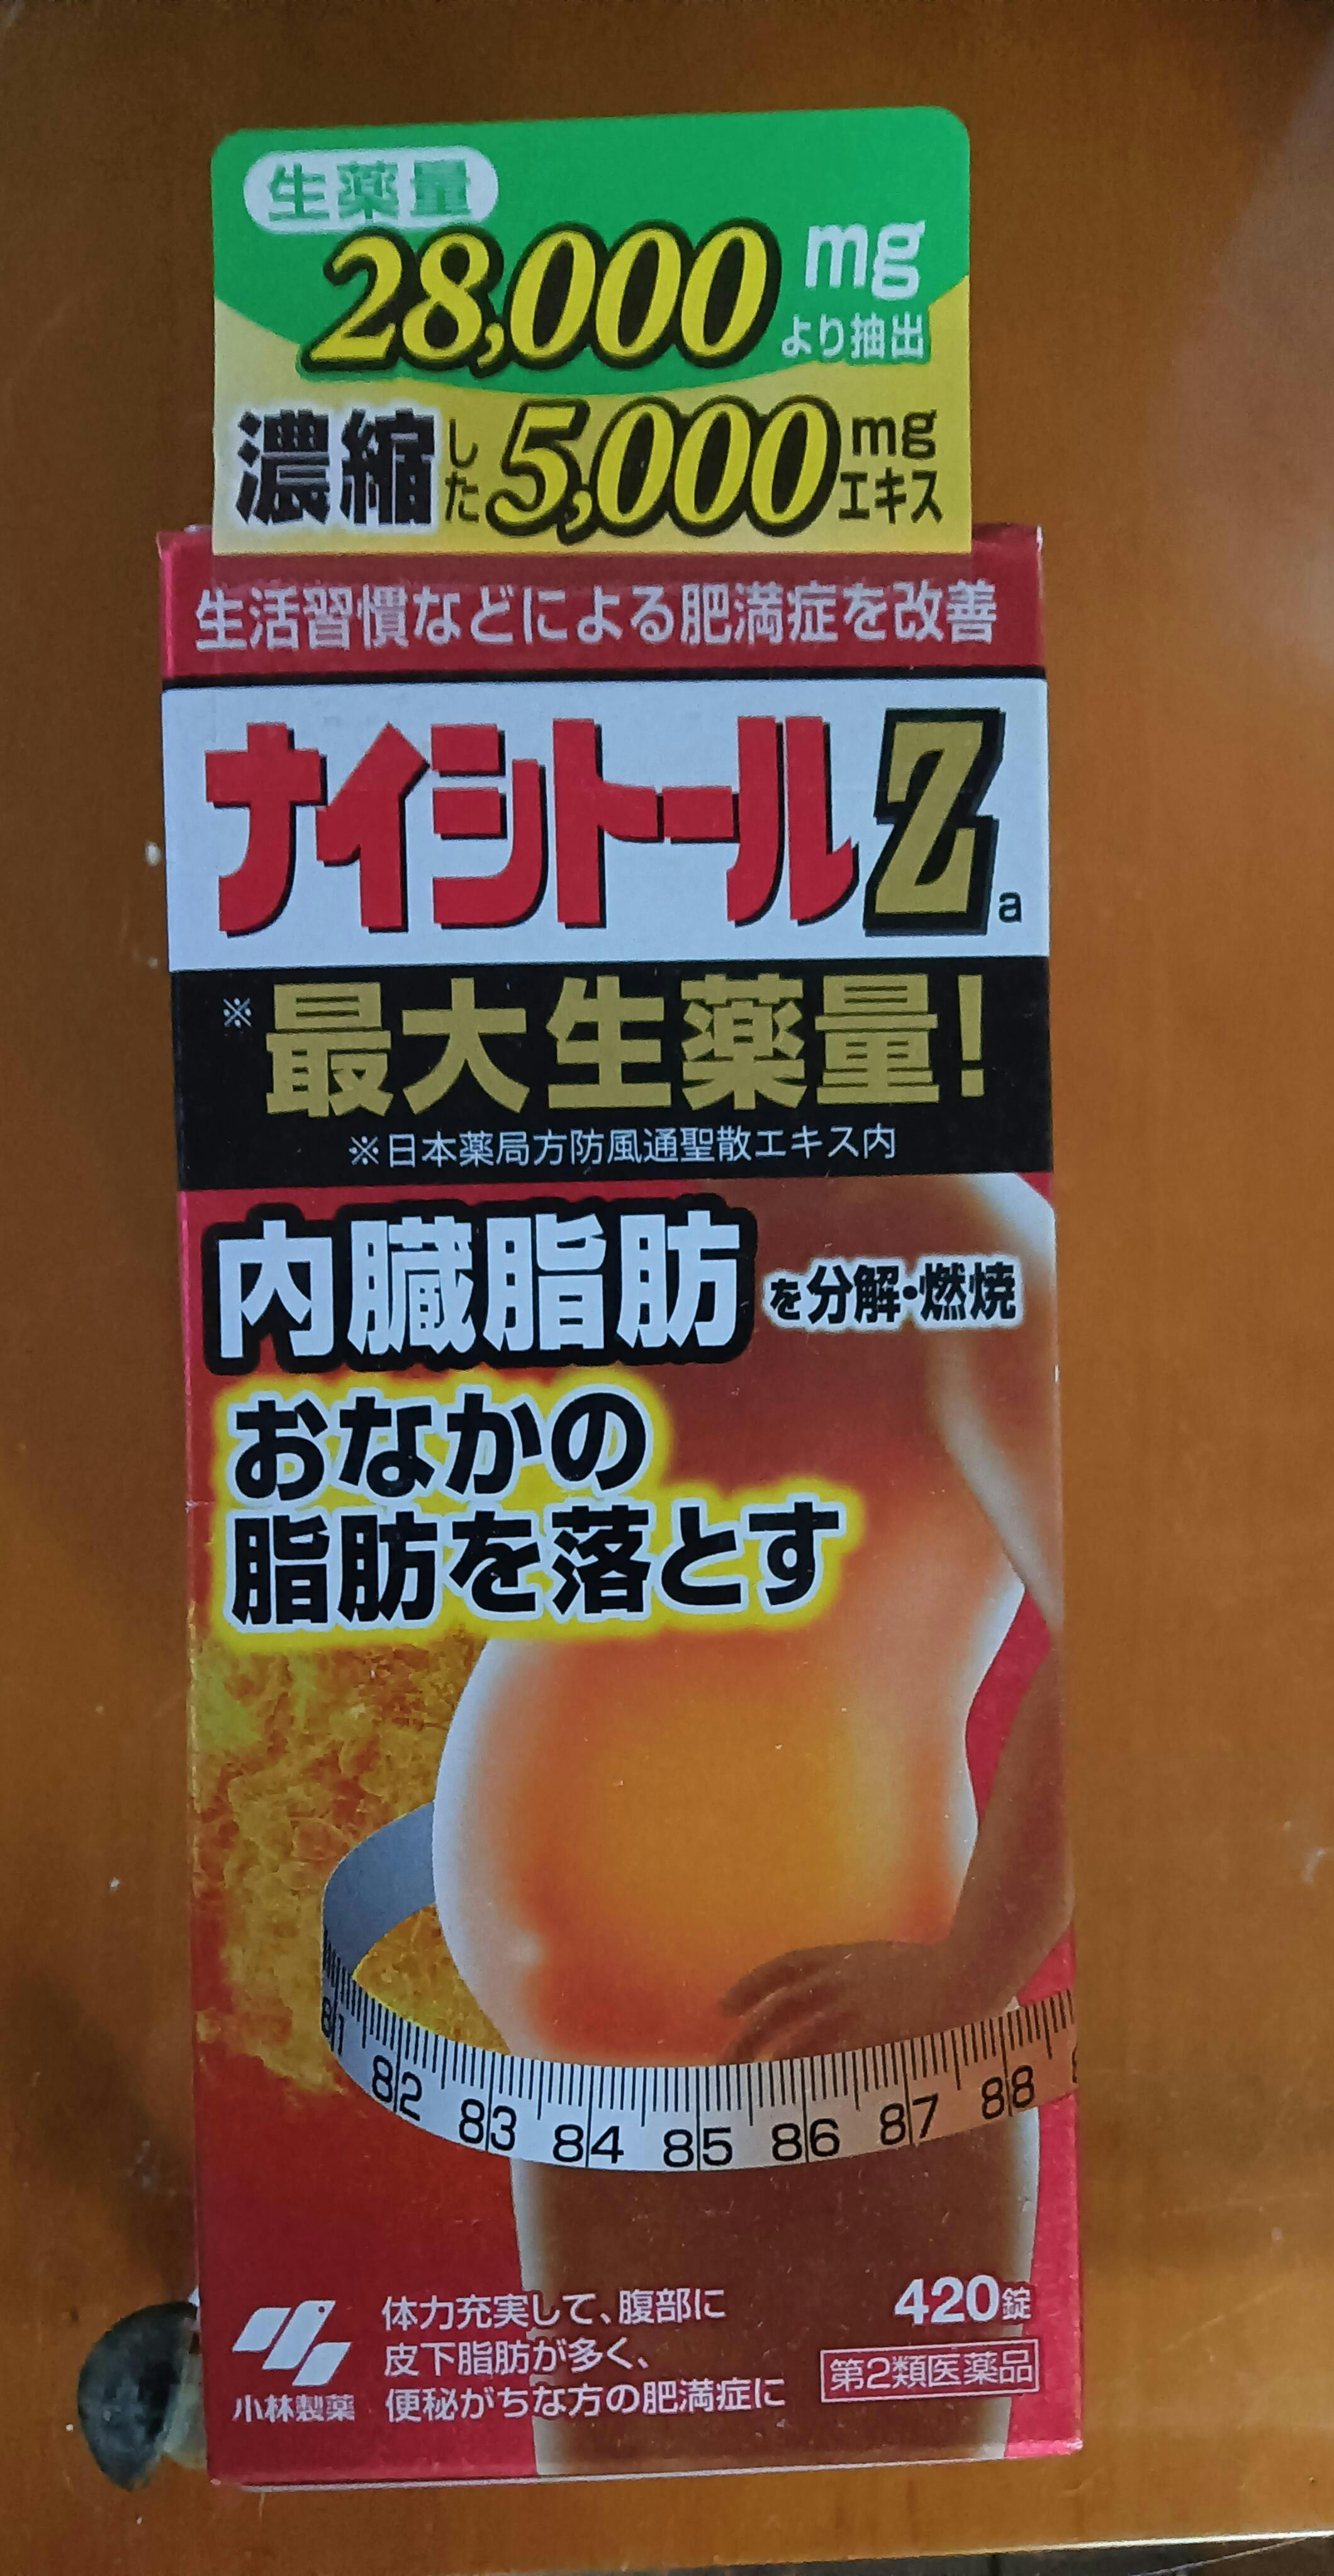 生薬量
28,000 mg
より抽出
濃縮した5,000mg
エキス
生活習慣などによる肥満症を改善
ナイシトールZa
※最大生薬量!
※日本薬局方防風通聖散エキス内
内臓脂肪を分解・燃焼
おなかの
脂肪を落とす
81 82 83 84 85 86 87 88
体力充実して、腹部に
皮下脂肪が多く、
便秘がちな方の肥満症に
420錠
第2類医薬品
小林製薬